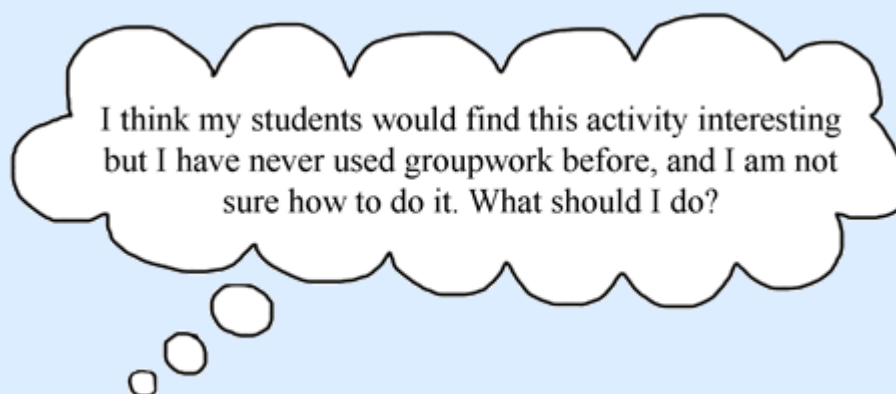 I think my students would find this activity interesting
but I have never used groupwork before, and I am not
sure how to do it. What should I do?